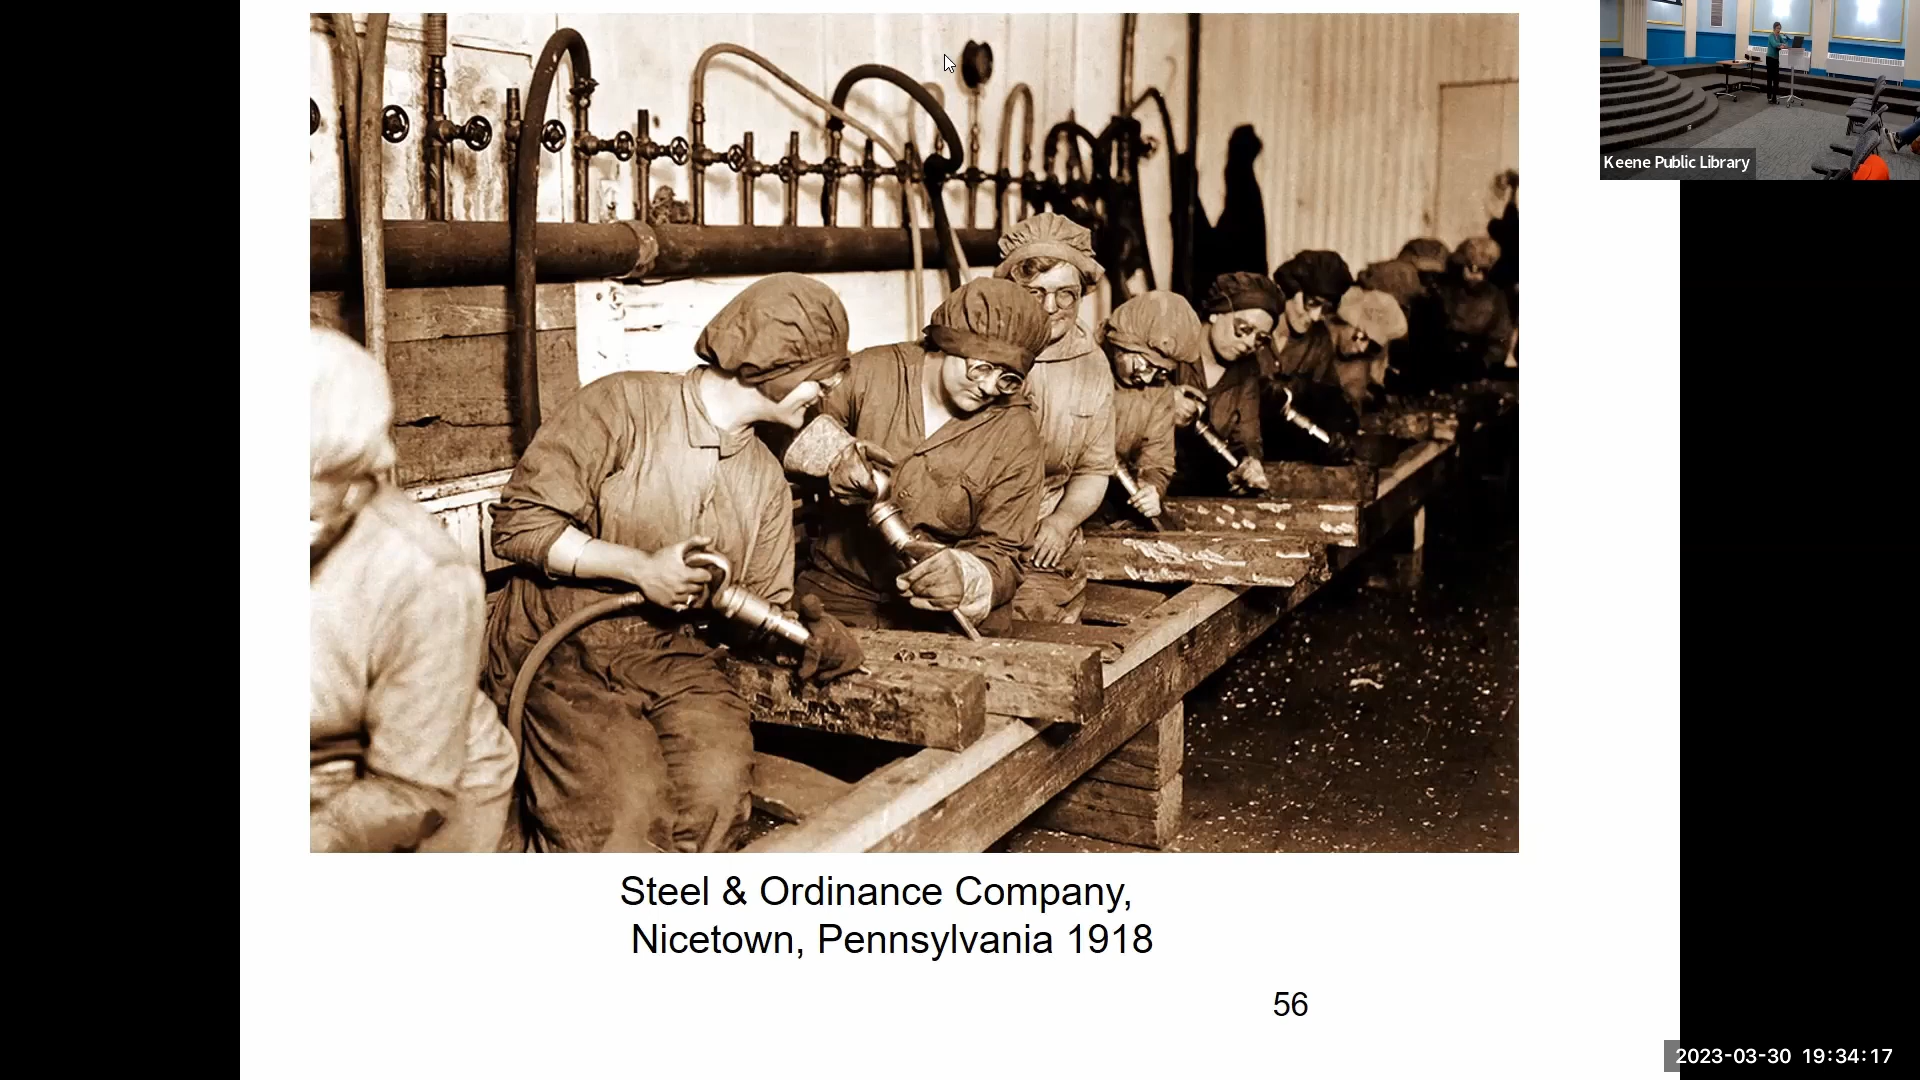 Keene Public Library
Steel & Ordinance Company,
Nicetown, Pennsylvania 1918
56
2023-03-30 19:34:17